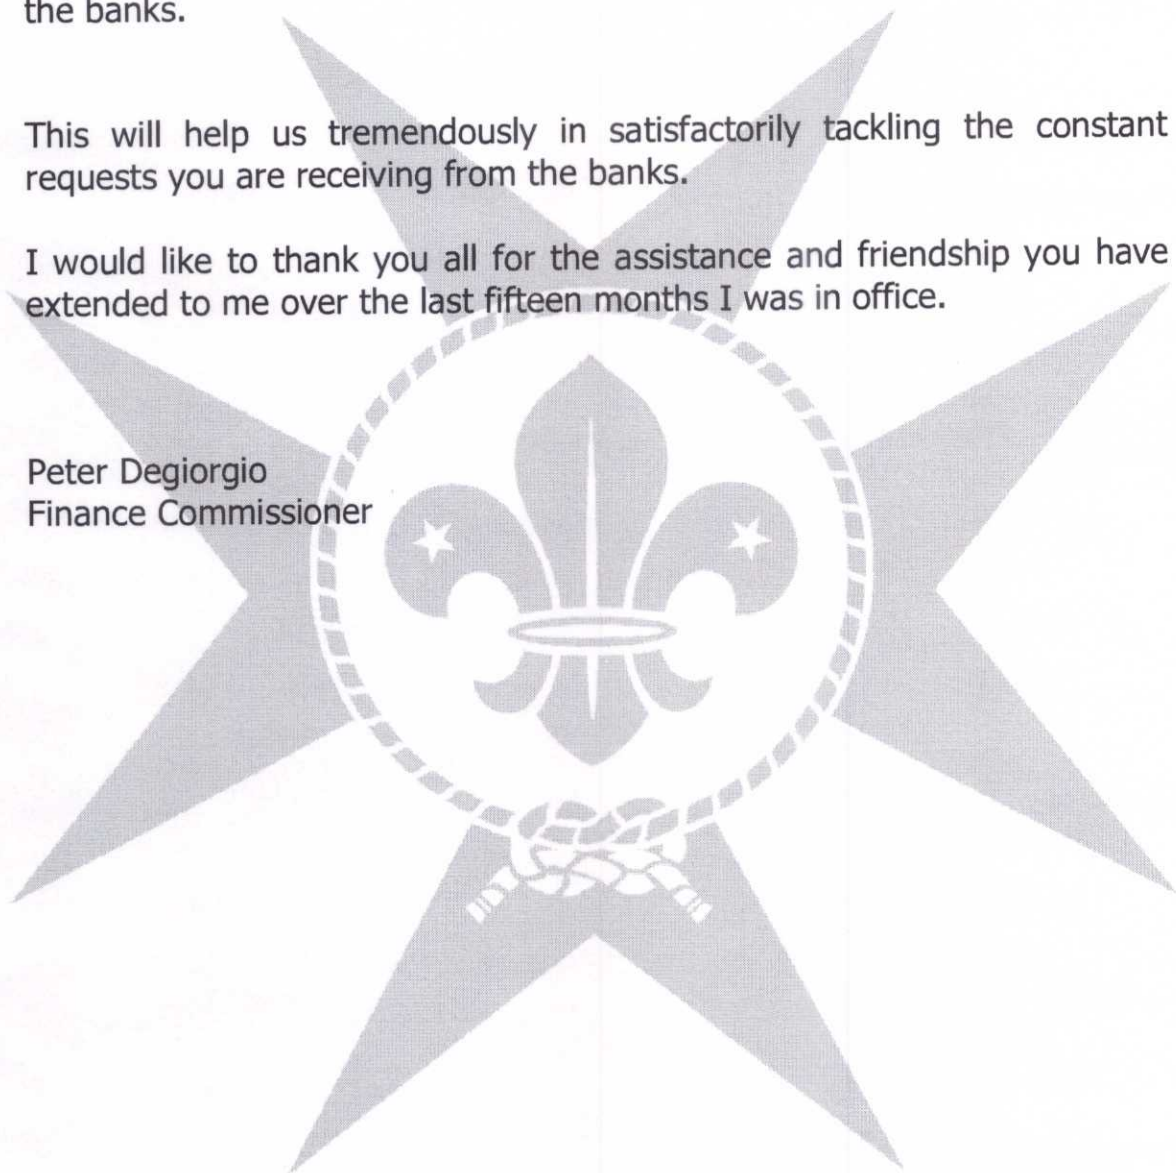 the banks.
This will help us tremendously in satisfactorily tackling the constant
requests you are receiving from the banks.
I would like to thank you all for the assistance and friendship you have
extended to me over the last fifteen months I was in office.
Peter Degiorgio
Finance Commissioner